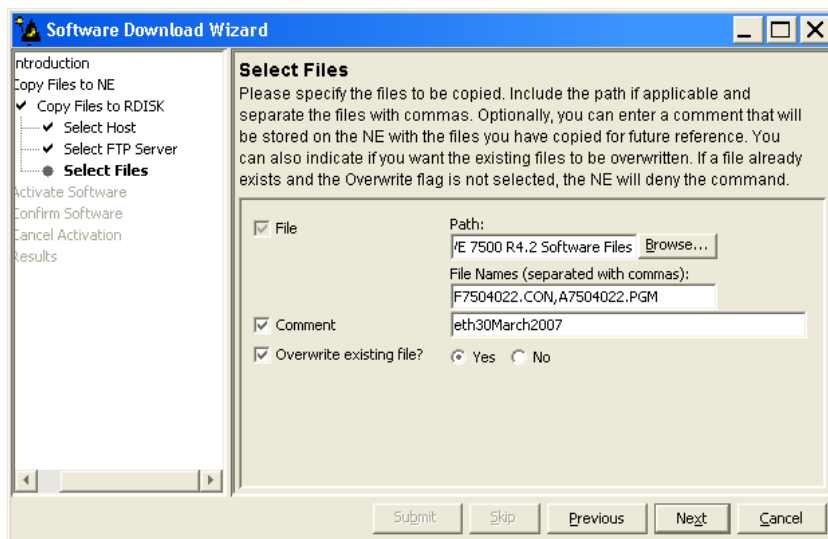 Software Download Wizard
ntroduction
Copy Files to NE
Copy Files to RDISK
Select Host
Select FTP Server
Select Files
Activate Software
Confirm Software
Cancel Activation
Results
Select Files
Please specify the files to be copied. Include the path if applicable and
separate the files with commas. Optionally, you can enter a comment that will
be stored on the NE with the files you have copied for future reference. You
can also indicate if you want the existing files to be overwritten. If a file already
exists and the Overwrite flag is not selected, the NE will deny the command.
File
Path:
'E 7500 R4.2 Software Files
Browse...
File Names (separated with commas):
F7504022.CON,A7504022.PGM
Comment
eth30March2007
Overwrite existing file?
Yes
No
Submit
Skip
Previous
Next
Cancel